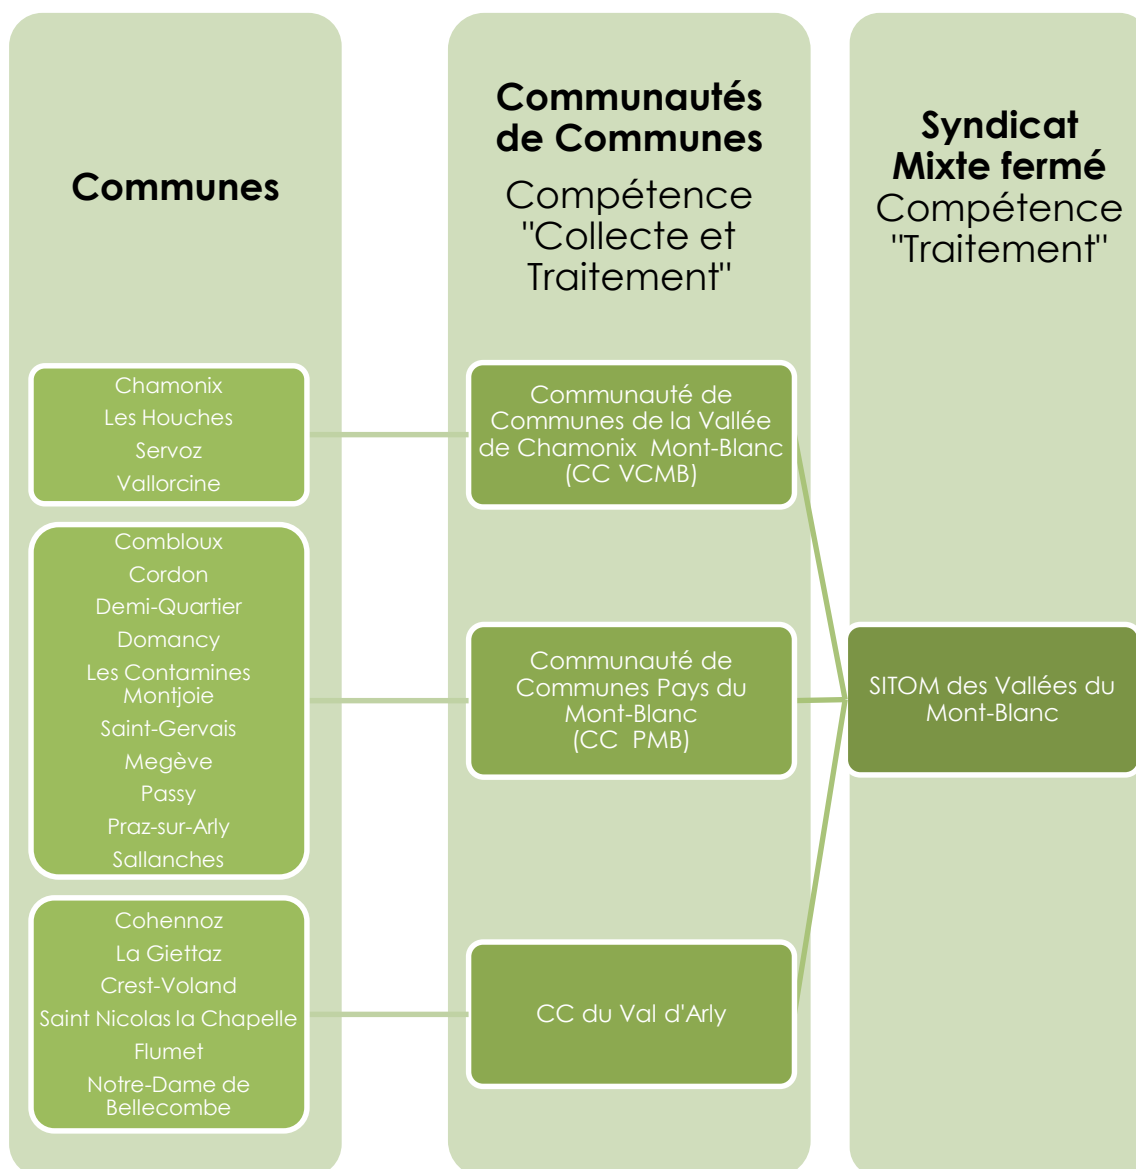 Communes
Chamonix
Les Houches
Servoz
Vallorcine
Combloux
Cordon
Demi-Quartier
Domancy
Les Contamines
Montjoie
Saint-Gervais
Megève
Passy
Praz-sur-Arly
Sallanches
Cohennoz
La Giettaz
Crest-Voland
Saint Nicolas la Chapelle
Flumet
Notre-Dame de
Bellecombe
Communautés
de Communes
Compétence
"Collecte et
Traitement"
Communauté de
Communes de la Vallée
de Chamonix Mont-Blanc
(CC VCMB)
Communauté de
Communes Pays du
Mont-Blanc
(CC PMB)
CC du Val d'Arly
Syndicat
Mixte fermé
Compétence
"Traitement"
SITOM des Vallées du
Mont-Blanc